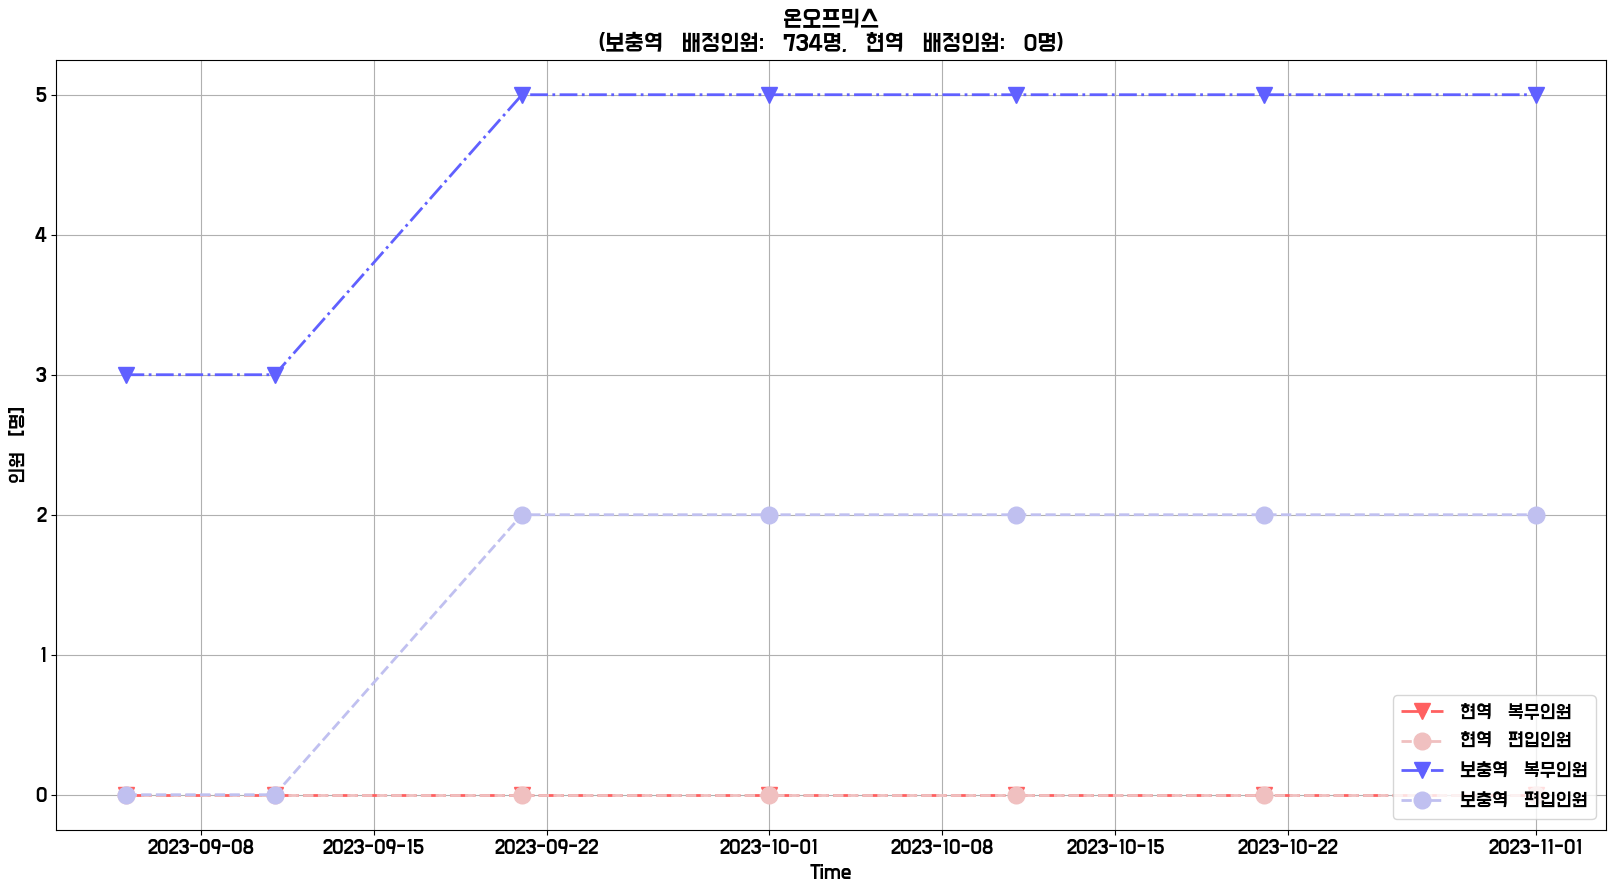 온오프믹스
(보충역 배정인원: 734명, 현역 배정인원: 0명)
5
4
3
2
1
0
인원 [명]
2023-09-08
2023-09-15
2023-09-22
2023-10-01
2023-10-08
2023-10-15
2023-10-22
2023-11-01
Time
현역 복무인원
현역 편입인원
보충역 복무인원
보충역 편입인원